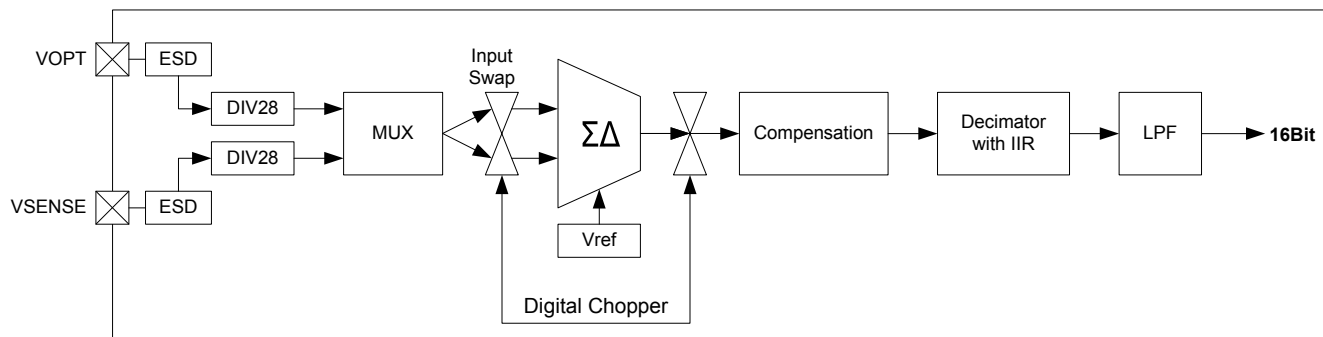 VOPT
ESD
DIV28
MUX
Input
Swap
ΣΔ
Vref
Compensation
Decimator
with IIR
LPF
16Bit
DIV28
VSENSE
ESD
Digital Chopper